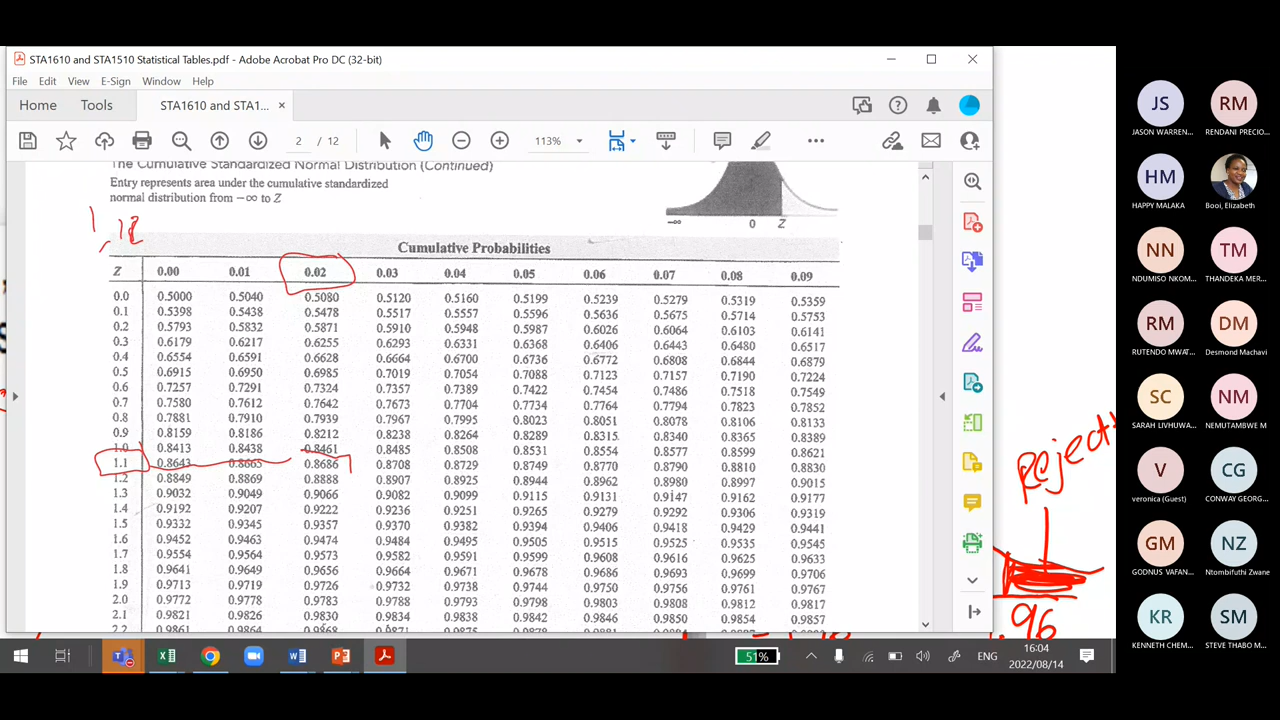 STA1610 and STA1510 Statistical Tables.pdf - Adobe Acrobat Pro DC (32-bit)
File Edit View E-Sign Window Help
Home Tools STA1610 and STA1... ×
2 / 12 113%
The Cumulative Standardized Normal Distribution (Continued)
Entry represents area under the cumulative standardized
normal distribution from −∞ to Z
−∞ 0 Z
Cumulative Probabilities
Z 0.00 0.01 0.02 0.03 0.04 0.05 0.06 0.07 0.08 0.09
0.0 0.5000 0.5040 0.5080 0.5120 0.5160 0.5199 0.5239 0.5279 0.5319 0.5359
0.1 0.5398 0.5438 0.5478 0.5517 0.5557 0.5596 0.5636 0.5675 0.5714 0.5753
0.2 0.5793 0.5832 0.5871 0.5910 0.5948 0.5987 0.6026 0.6064 0.6103 0.6141
0.3 0.6179 0.6217 0.6255 0.6293 0.6331 0.6368 0.6406 0.6443 0.6480 0.6517
0.4 0.6554 0.6591 0.6628 0.6664 0.6700 0.6736 0.6772 0.6808 0.6844 0.6879
0.5 0.6915 0.6950 0.6985 0.7019 0.7054 0.7088 0.7123 0.7157 0.7190 0.7224
0.6 0.7257 0.7291 0.7324 0.7357 0.7389 0.7422 0.7454 0.7486 0.7518 0.7549
0.7 0.7580 0.7612 0.7642 0.7673 0.7704 0.7734 0.7764 0.7794 0.7823 0.7852
0.8 0.7881 0.7910 0.7939 0.7967 0.7995 0.8023 0.8051 0.8078 0.8106 0.8133
0.9 0.8159 0.8186 0.8212 0.8238 0.8264 0.8289 0.8315 0.8340 0.8365 0.8389
1.0 0.8413 0.8438 0.8461 0.8485 0.8508 0.8531 0.8554 0.8577 0.8599 0.8621
1.1 0.8643 0.8665 0.8686 0.8708 0.8729 0.8749 0.8770 0.8790 0.8810 0.8830
1.2 0.8849 0.8869 0.8888 0.8907 0.8925 0.8944 0.8962 0.8980 0.8997 0.9015
1.3 0.9032 0.9049 0.9066 0.9082 0.9099 0.9115 0.9131 0.9147 0.9162 0.9177
1.4 0.9192 0.9207 0.9222 0.9236 0.9251 0.9265 0.9279 0.9292 0.9306 0.9319
1.5 0.9332 0.9345 0.9357 0.9370 0.9382 0.9394 0.9406 0.9418 0.9429 0.9441
1.6 0.9452 0.9463 0.9474 0.9484 0.9495 0.9505 0.9515 0.9525 0.9535 0.9545
1.7 0.9554 0.9564 0.9573 0.9582 0.9591 0.9599 0.9608 0.9616 0.9625 0.9633
1.8 0.9641 0.9649 0.9656 0.9664 0.9671 0.9678 0.9686 0.9693 0.9699 0.9706
1.9 0.9713 0.9719 0.9726 0.9732 0.9738 0.9744 0.9750 0.9756 0.9761 0.9767
2.0 0.9772 0.9778 0.9783 0.9788 0.9793 0.9798 0.9803 0.9808 0.9812 0.9817
2.1 0.9821 0.9826 0.9830 0.9834 0.9838 0.9842 0.9846 0.9850 0.9854 0.9857
2.2 0.9861 0.9864 0.9868
Reject
.96
51% ENG
16:04
2022/08/14
JS RM
JASON WARREN... RENDANI PRECIO...
HM
HAPPY MALAKA Booi, Elizabeth
NN TM
NDUMISO NKOM... THANDEKA MER...
RM DM
RUTENDO MWAT... Desmond Machavi
SC NM
SARAH LIVHUWA... NEMUTAMBWE M
V CG
veronica (Guest) CONWAY GEORG...
GM NZ
GODNUS VAFAN... Ntombifuthi Zwane
KR SM
KENNETH CHEM... STEVE THABO M...